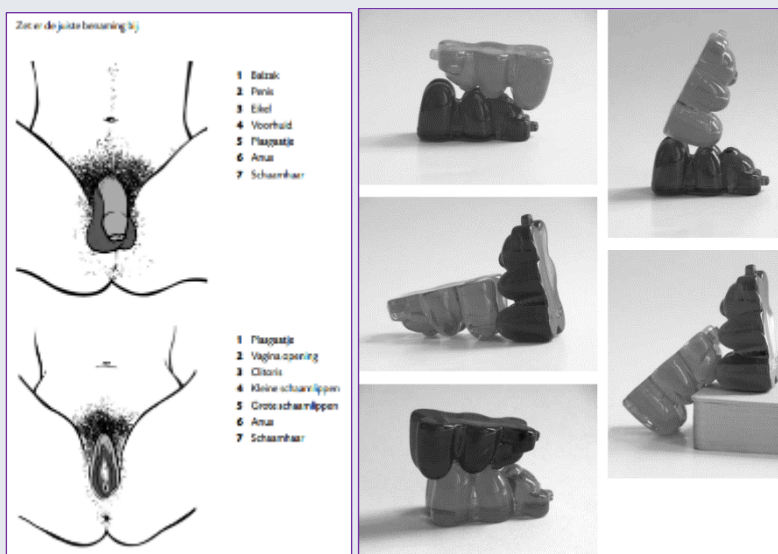 Zet er de juiste benaming bij.
1 Balzak
2 Penis
3 Eikel
4 Voorhuid
5 Plasgaatje
6 Anus
7 Schaamhaar
1 Plasgaatje
2 Vagina opening
3 Clitoris
4 Kleine schaamlippen
5 Grote schaamlippen
6 Anus
7 Schaamhaar